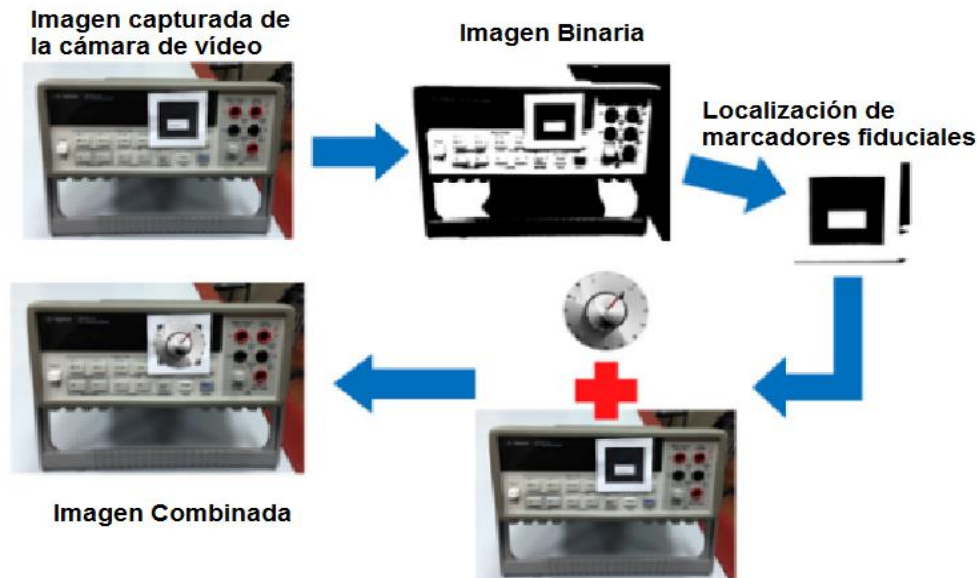 Imagen capturada de
la cámara de vídeo
Imagen Binaria
Localización de
marcadores fiduciales
Imagen Combinada